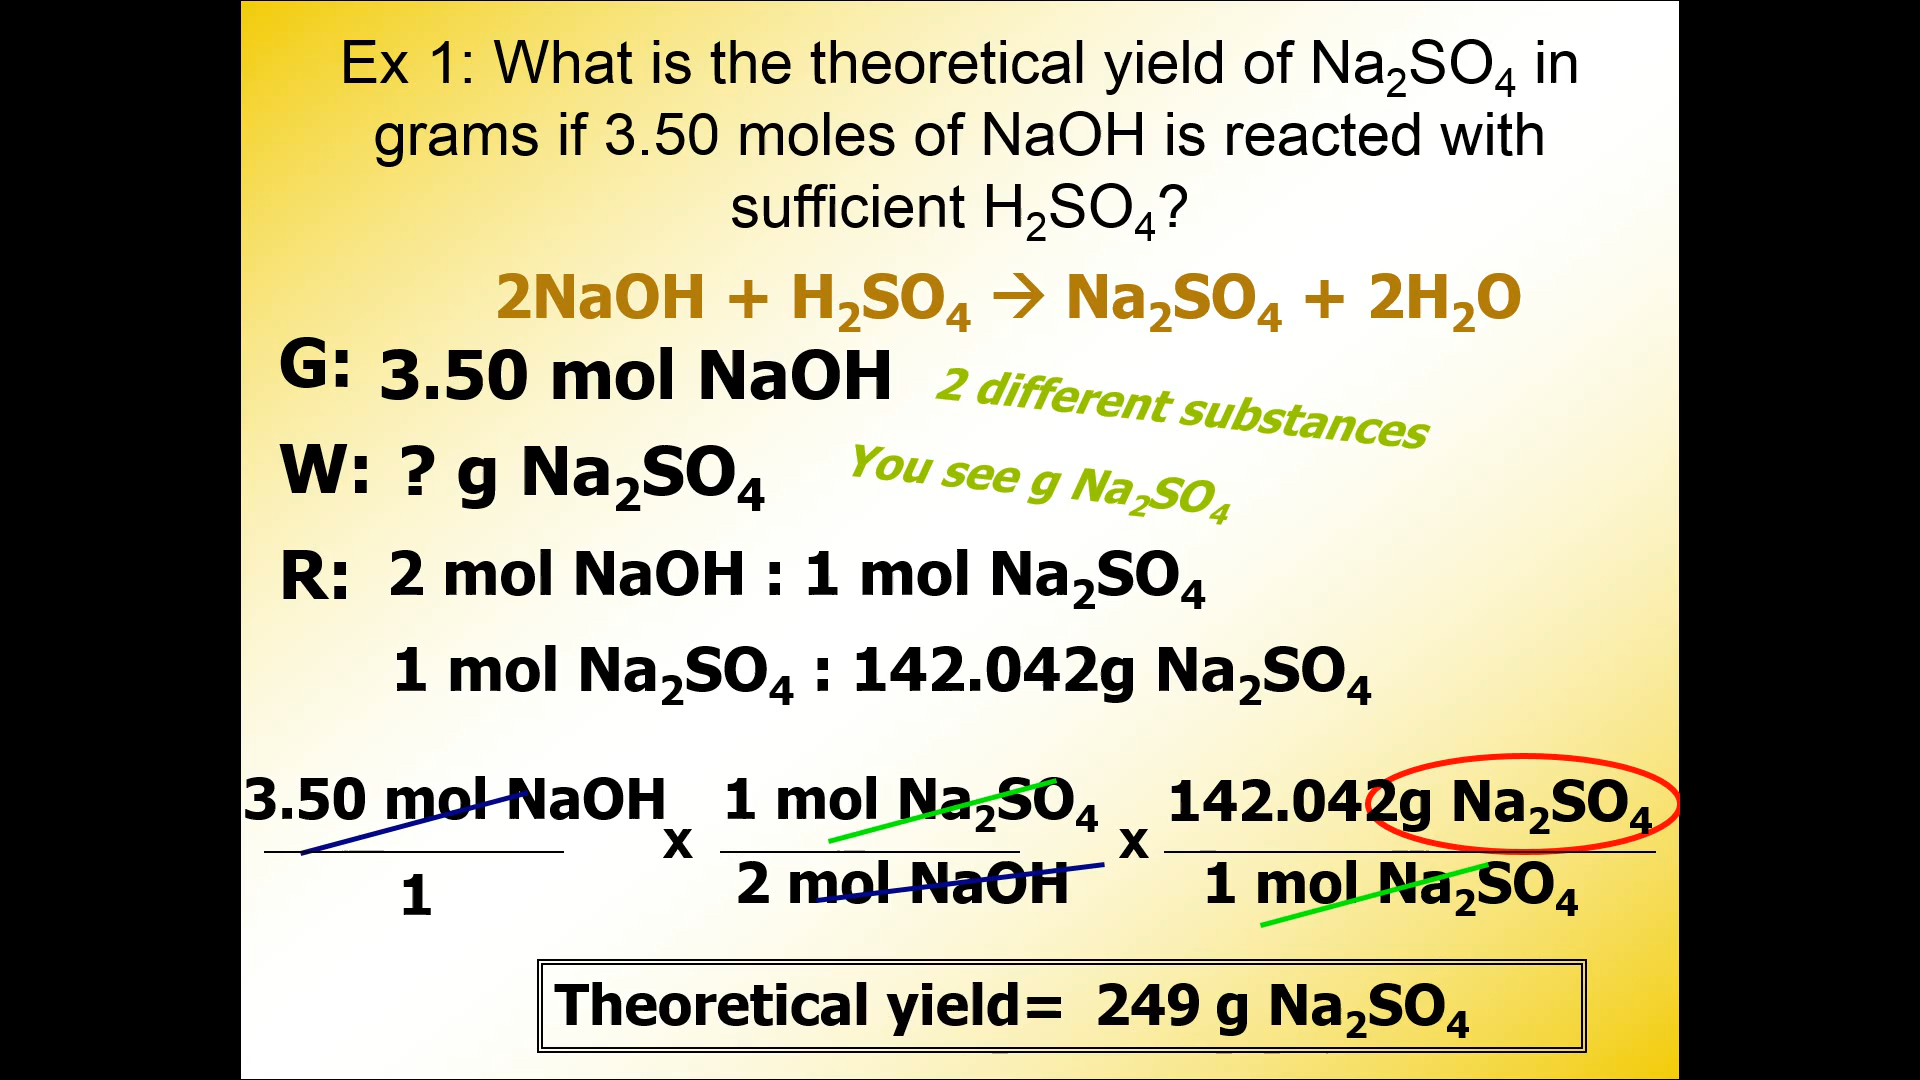 Ex 1: What is the theoretical yield of Na₂SO₄ in
grams if 3.50 moles of NaOH is reacted with
sufficient H₂SO₄?
2NaOH + H₂SO₄ → Na₂SO₄ + 2H₂O
G: 3.50 mol NaOH
2 different substances
W: ? g Na₂SO₄
You see g Na₂SO₄
R: 2 mol NaOH : 1 mol Na₂SO₄
1 mol Na₂SO₄ : 142.042g Na₂SO₄
3.50 mol NaOH x 1 mol Na₂SO₄ x 142.042g Na₂SO₄
1 2 mol NaOH 1 mol Na₂SO₄
Theoretical yield= 249 g Na₂SO₄